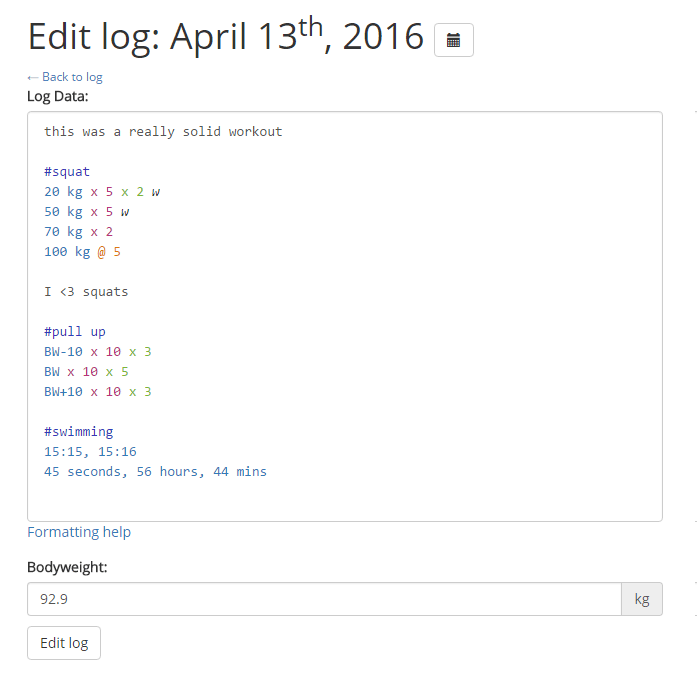 Edit log: April 13th, 2016
← Back to log
Log Data:
this was a really solid workout
#squat
20 kg x 5 x 2 w
50 kg x 5 w
70 kg x 2
100 kg @ 5
I <3 squats
#pull up
BW-10 x 10 x 3
BW x 10 x 5
BW+10 x 10 x 3
#swimming
15:15, 15:16
45 seconds, 56 hours, 44 mins
Formatting help
Bodyweight:
92.9 kg
Edit log